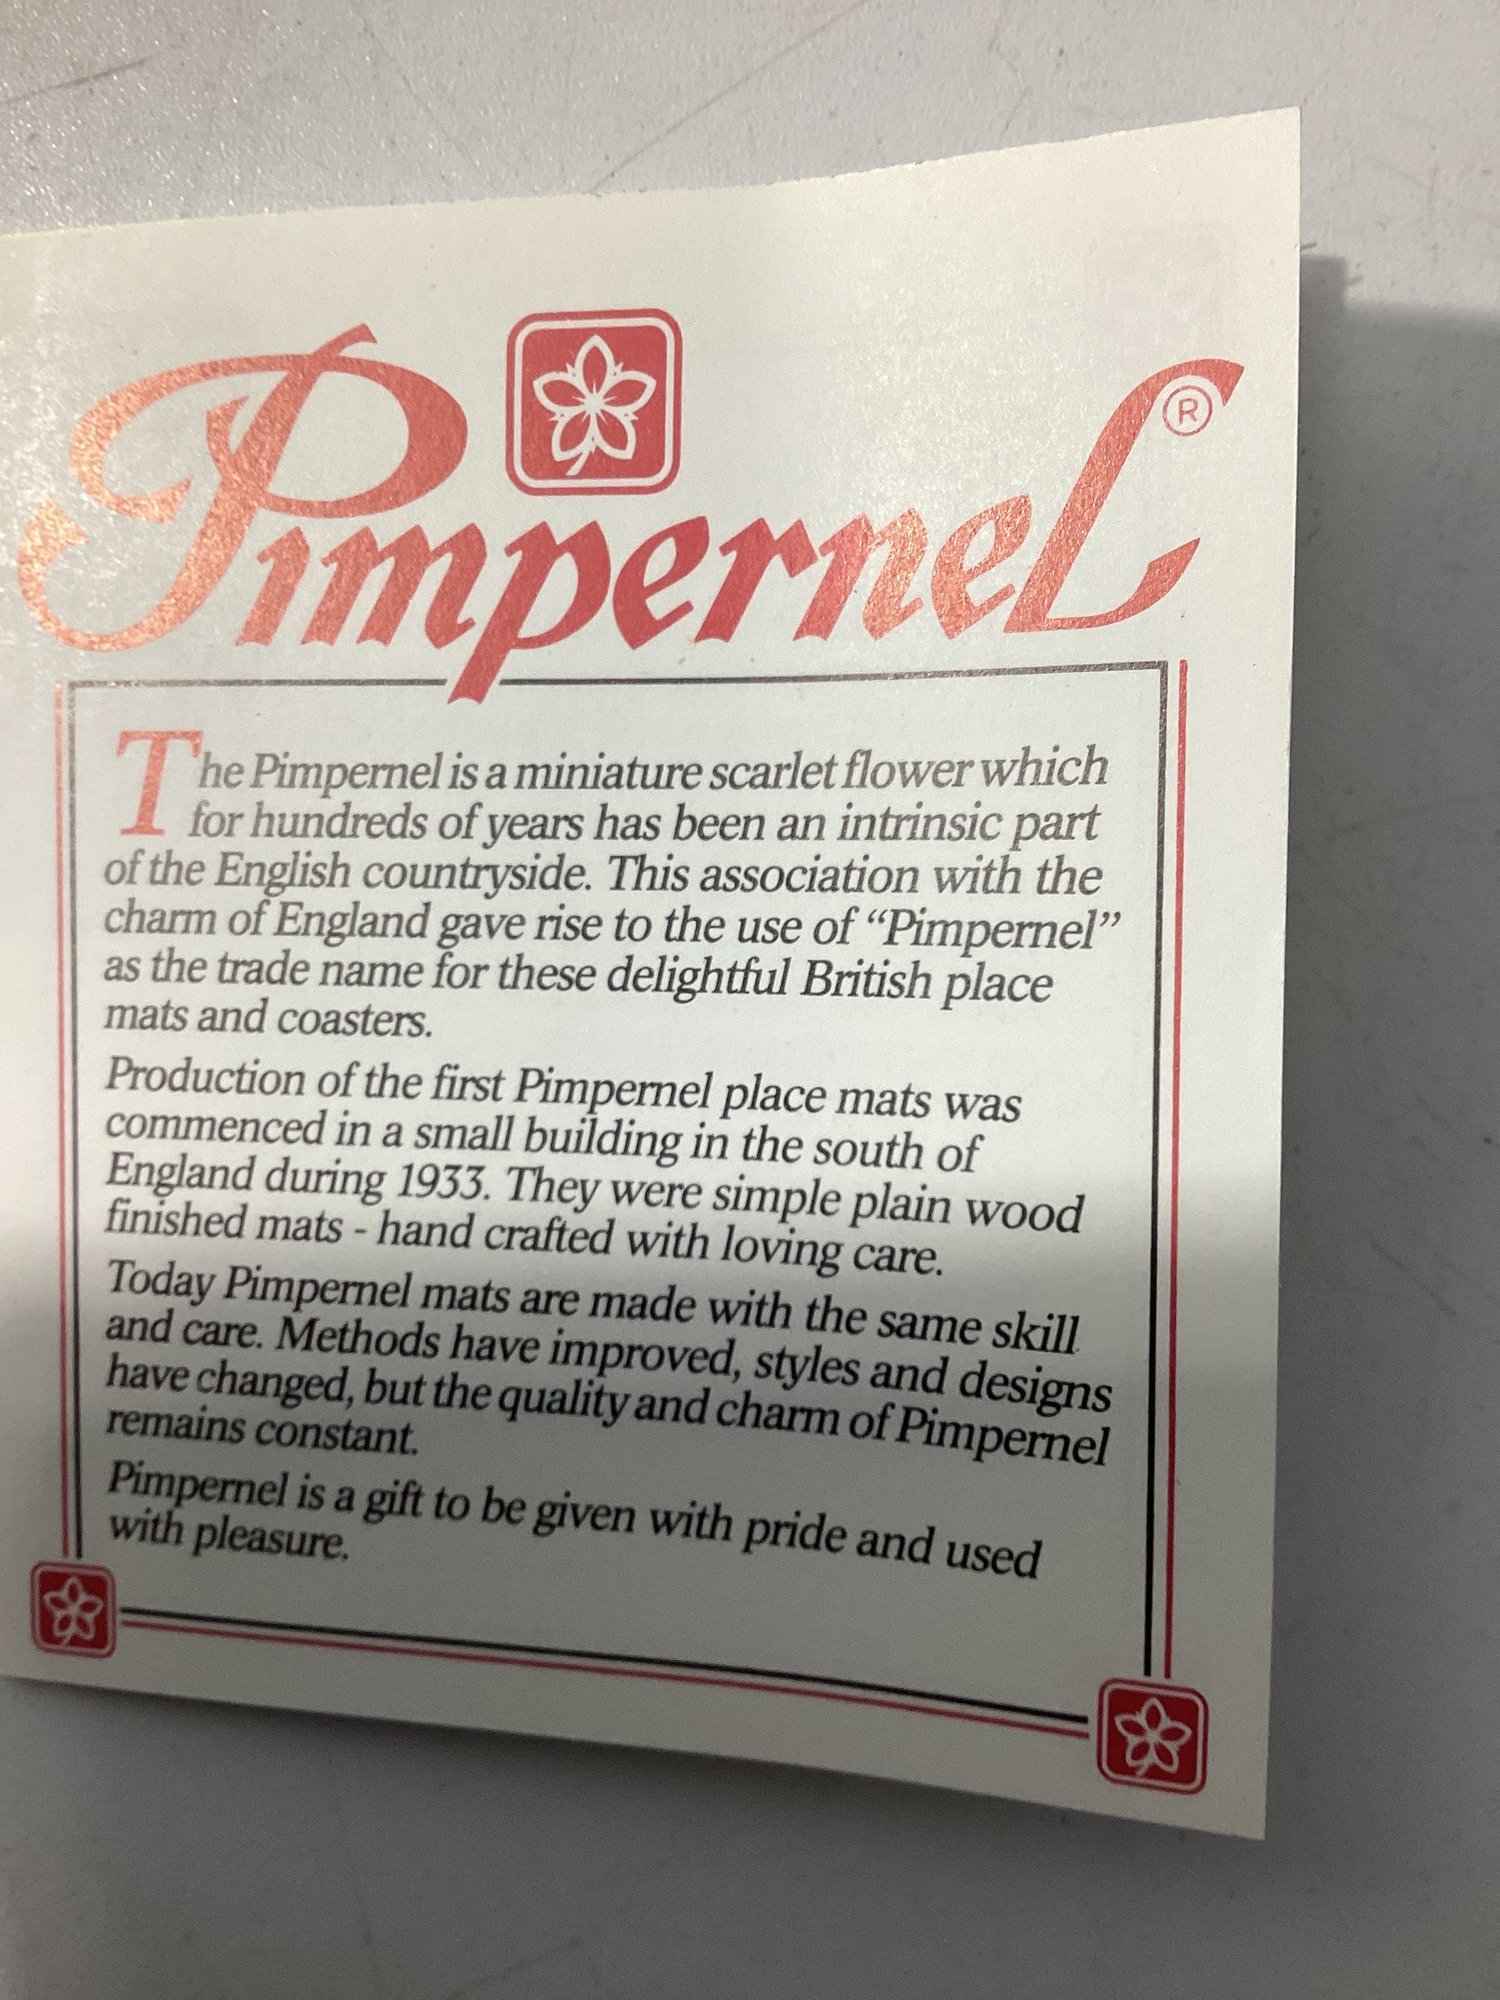 Pimpernel®
The Pimpernel is a miniature scarlet flower which
for hundreds of years has been an intrinsic part
of the English countryside. This association with the
charm of England gave rise to the use of “Pimpernel”
as the trade name for these delightful British place
mats and coasters.
Production of the first Pimpernel place mats was
commenced in a small building in the south of
England during 1933. They were simple plain wood
finished mats - hand crafted with loving care.
Today Pimpernel mats are made with the same skill
and care. Methods have improved, styles and designs
have changed, but the quality and charm of Pimpernel
remains constant.
Pimpernel is a gift to be given with pride and used
with pleasure.